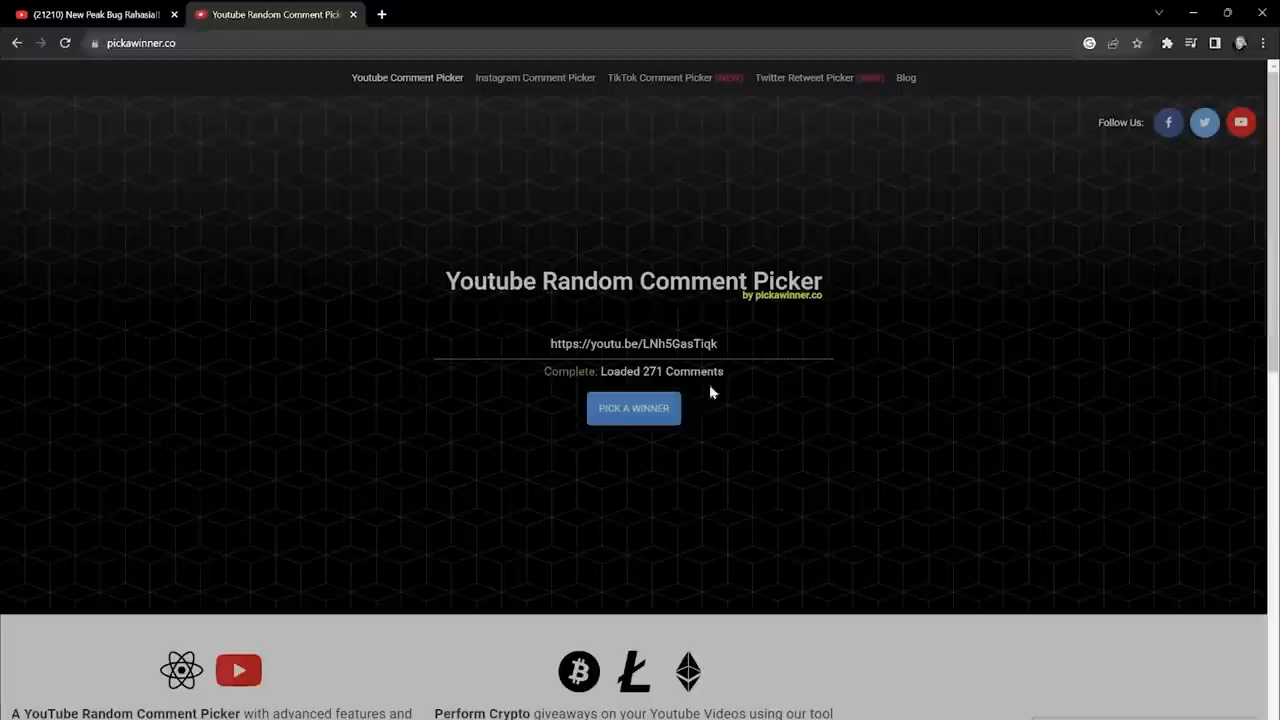 (21210) New Peak Bug Rahasia!!
Youtube Random Comment Pick
pickawinner.co
Youtube Comment Picker Instagram Comment Picker TikTok Comment Picker (NEW) Twitter Retweet Picker (NEW) Blog
Follow Us:
Youtube Random Comment Picker
by pickawinner.co
https://youtu.be/LNh5GasTiqk
Complete: Loaded 271 Comments
PICK A WINNER
A YouTube Random Comment Picker with advanced features and
Perform Crypto giveaways on your Youtube Videos using our tool